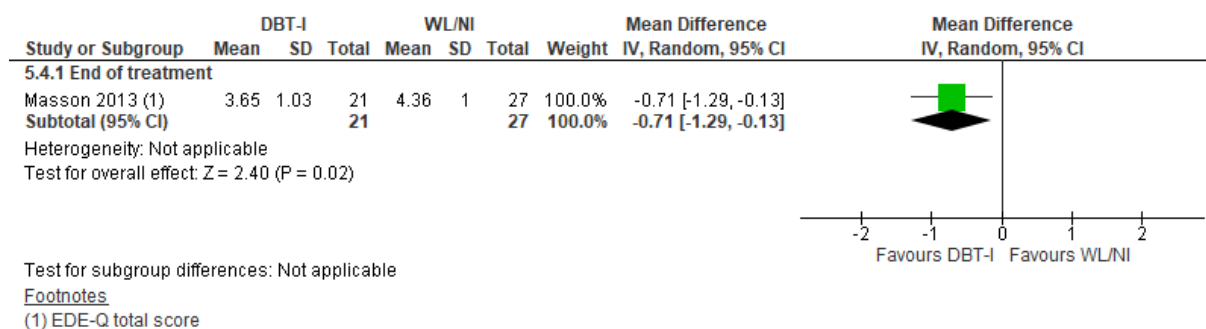 DBT-I WL/NI Mean Difference Mean Difference
Study or Subgroup Mean SD Total Mean SD Total Weight IV, Random, 95% CI IV, Random, 95% CI
5.4.1 End of treatment
Masson 2013 (1) 3.65 1.03 21 4.36 1 27 100.0% -0.71 [-1.29, -0.13]
Subtotal (95% CI) 21 27 100.0% -0.71 [-1.29, -0.13]
Heterogeneity: Not applicable
Test for overall effect: Z = 2.40 (P = 0.02)
-2 -1 0 1 2
Favours DBT-I Favours WL/NI
Test for subgroup differences: Not applicable
Footnotes
(1) EDE-Q total score